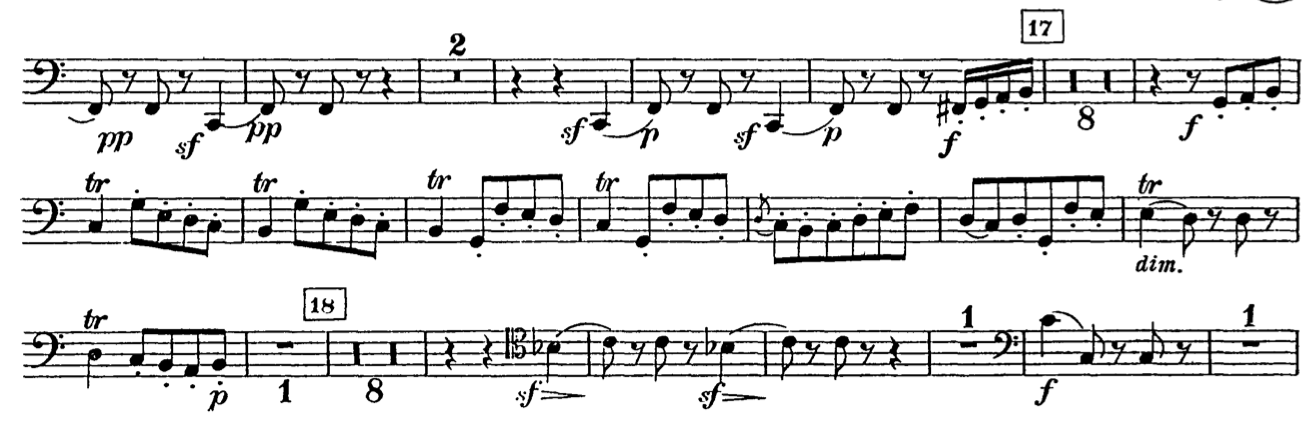 2 17
pp sf pp sf p sf p f 8 f
tr tr tr tr tr
dim.
tr 18 1 1
p 1 8 sf sf f